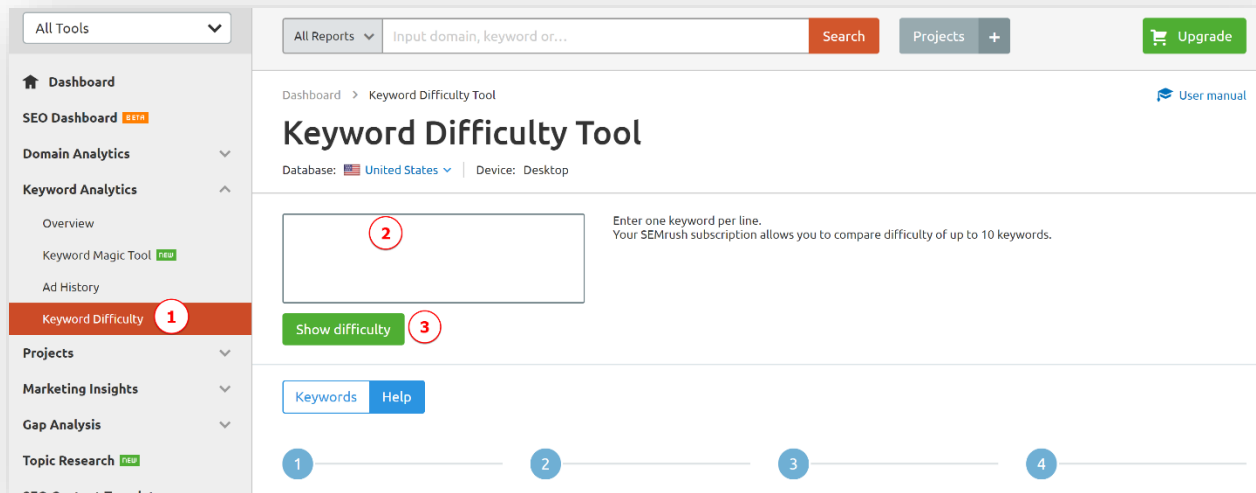 All Tools
All Reports Input domain, keyword or... Search Projects + Upgrade
Dashboard
SEO Dashboard BETA
Domain Analytics
Keyword Analytics
Overview
Keyword Magic Tool NEW
Ad History
Keyword Difficulty 1
Projects
Marketing Insights
Gap Analysis
Topic Research NEW
Dashboard > Keyword Difficulty Tool
User manual
Keyword Difficulty Tool
Database: United States Device: Desktop
2
Enter one keyword per line.
Your SEMrush subscription allows you to compare difficulty of up to 10 keywords.
Show difficulty 3
Keywords Help
1 2 3 4